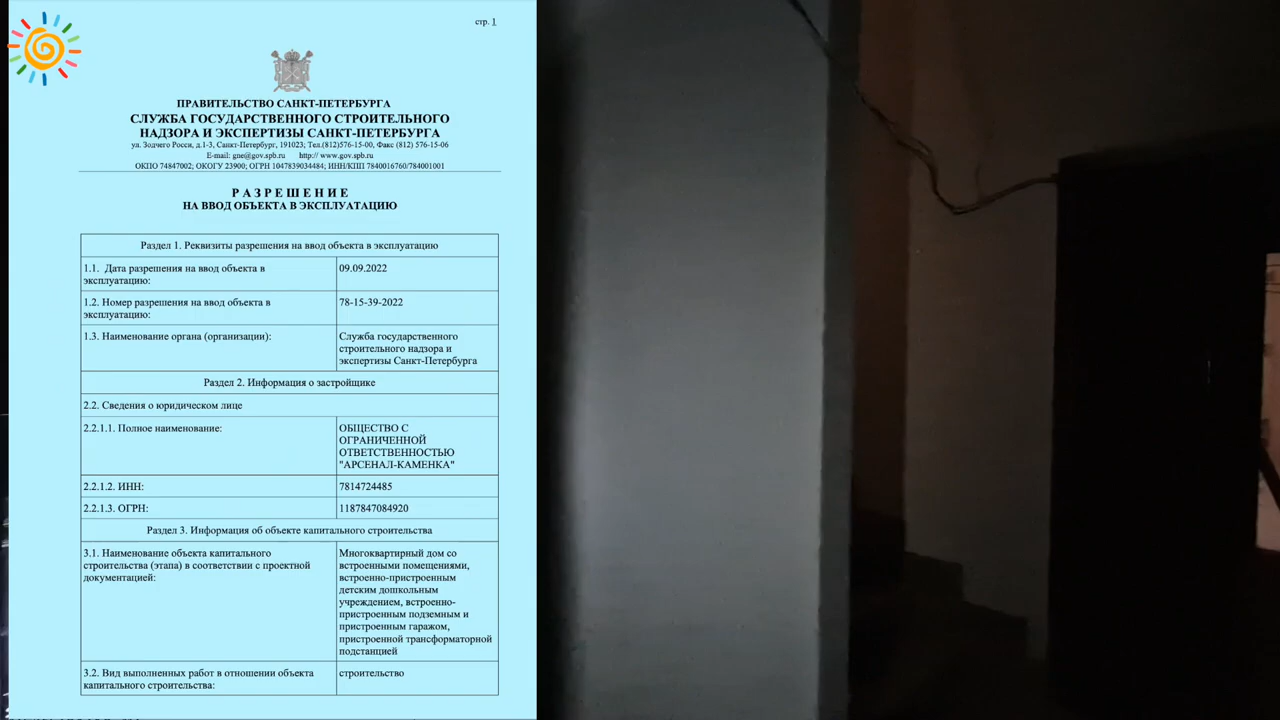 стр. 1
ПРАВИТЕЛЬСТВО САНКТ-ПЕТЕРБУРГА
СЛУЖБА ГОСУДАРСТВЕННОГО СТРОИТЕЛЬНОГО
НАДЗОРА И ЭКСПЕРТИЗЫ САНКТ-ПЕТЕРБУРГА
ул. Зодчего Росси, д.1-3, Санкт-Петербург, 191023; Тел.(812)576-15-00, Факс (812) 576-15-06
E-mail: gne@gov.spb.ru http:// www.gov.spb.ru
ОКПО 74847002; ОКОГУ 23900; ОГРН 1047839034484; ИНН/КПП 7840016760/784001001
Р А З Р Е Ш Е Н И Е
НА ВВОД ОБЪЕКТА В ЭКСПЛУАТАЦИЮ
Раздел 1. Реквизиты разрешения на ввод объекта в эксплуатацию
1.1. Дата разрешения на ввод объекта в
эксплуатацию:
09.09.2022
1.2. Номер разрешения на ввод объекта в
эксплуатацию:
78-15-39-2022
1.3. Наименование органа (организации):
Служба государственного
строительного надзора и
экспертизы Санкт-Петербурга
Раздел 2. Информация о застройщике
2.2. Сведения о юридическом лице
2.2.1.1. Полное наименование:
ОБЩЕСТВО С
ОГРАНИЧЕННОЙ
ОТВЕТСТВЕННОСТЬЮ
"АРСЕНАЛ-КАМЕНКА"
2.2.1.2. ИНН:
7814724485
2.2.1.3. ОГРН:
1187847084920
Раздел 3. Информация об объекте капитального строительства
3.1. Наименование объекта капитального
строительства (этапа) в соответствии с проектной
документацией:
Многоквартирный дом со
встроенными помещениями,
встроенно-пристроенным
детским дошкольным
учреждением, встроенно-
пристроенным подземным и
пристроенным гаражом,
пристроенной трансформаторной
подстанцией
3.2. Вид выполненных работ в отношении объекта
капитального строительства:
строительство